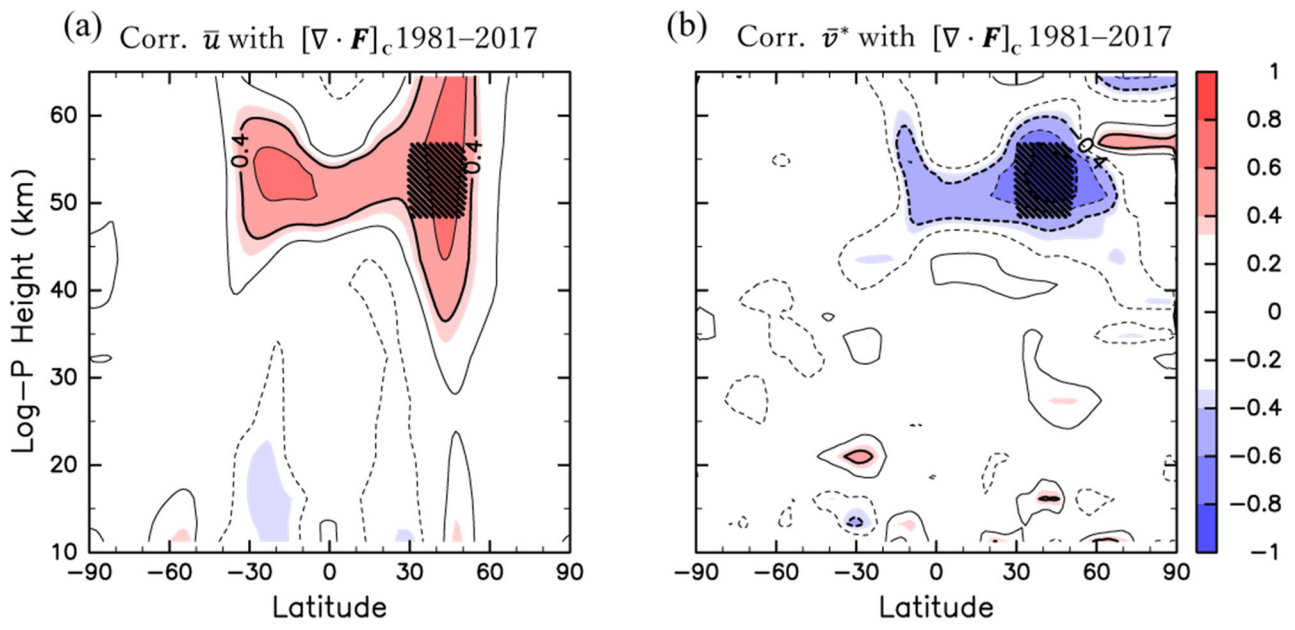 (a) Corr. ū with [∇ · F]c 1981–2017
60
50
40
30
20
10
Log–P Height (km)
0.4
0.4
−90 −60 −30 0 30 60 90
Latitude
(b) Corr. v̄* with [∇ · F]c 1981–2017
−0.4
−90 −60 −30 0 30 60 90
Latitude
1
0.8
0.6
0.4
0.2
0
−0.2
−0.4
−0.6
−0.8
−1